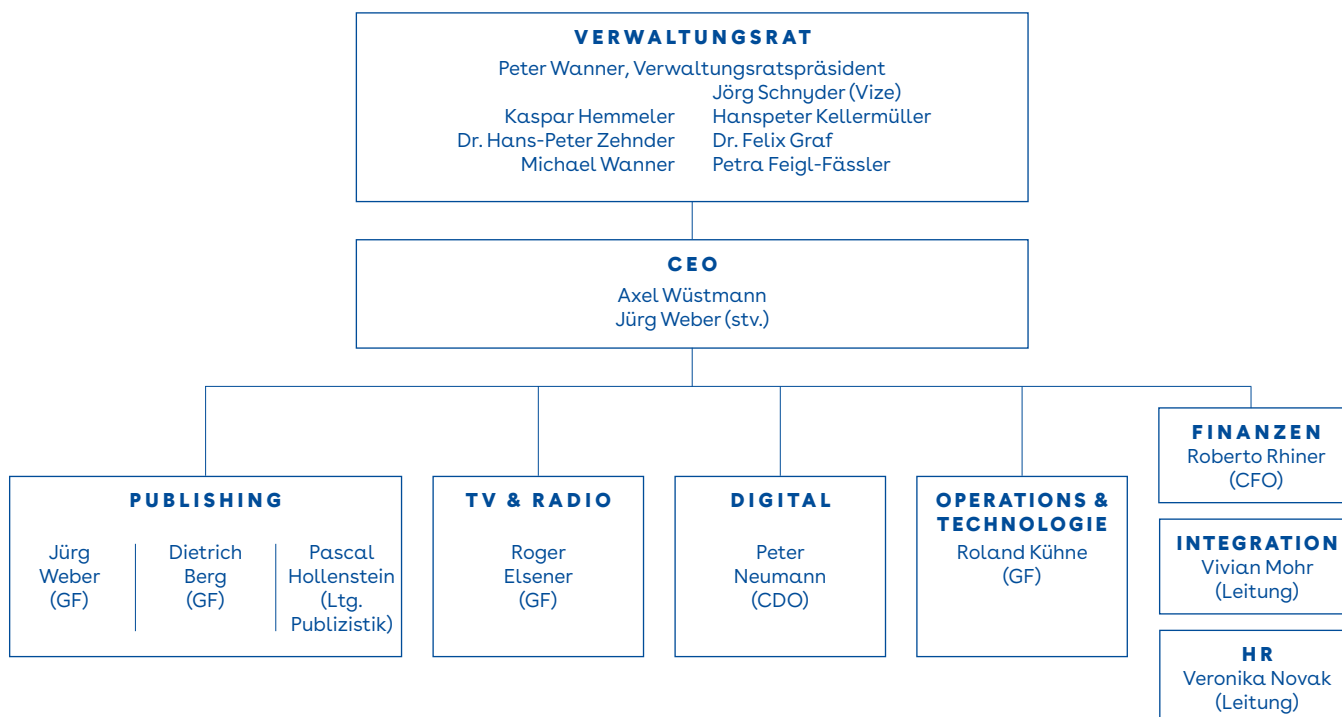 VERWALTUNGSRAT
Peter Wanner, Verwaltungsratspräsident
Jörg Schnyder (Vize)
Kaspar Hemmeler Hanspeter Kellermüller
Dr. Hans-Peter Zehnder Dr. Felix Graf
Michael Wanner Petra Feigl-Fässler
CEO
Axel Wüstmann
Jürg Weber (stv.)
PUBLISHING
Jürg
Weber
(GF)
Dietrich
Berg
(GF)
Pascal
Hollenstein
(Ltg.
Publizistik)
TV & RADIO
Roger
Elsener
(GF)
DIGITAL
Peter
Neumann
(CDO)
OPERATIONS &
TECHNOLOGIE
Roland Kühne
(GF)
FINANZEN
Roberto Rhiner
(CFO)
INTEGRATION
Vivian Mohr
(Leitung)
HR
Veronika Novak
(Leitung)